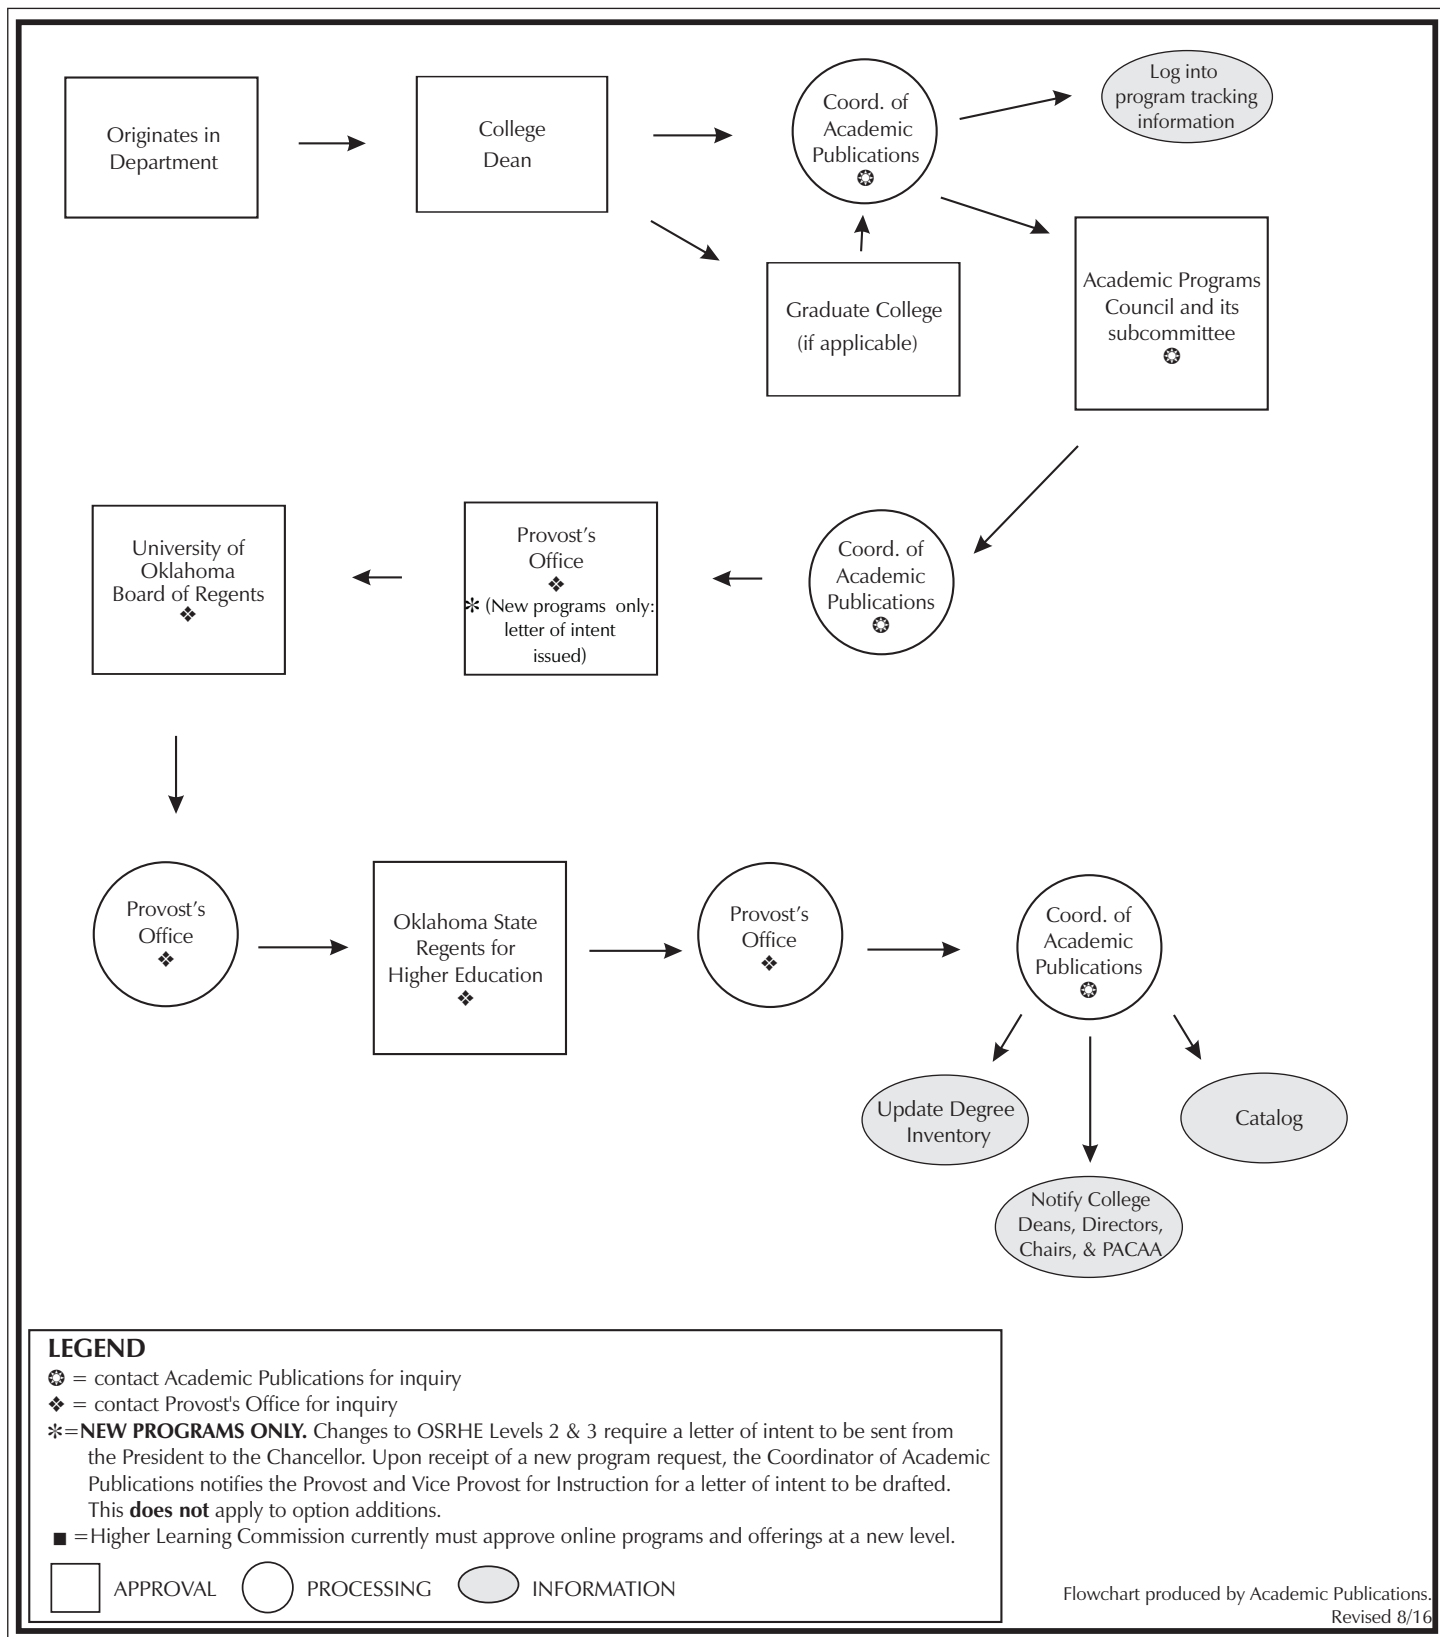 Originates in
Department
College
Dean
Coord. of
Academic
Publications
❂
Log into
program tracking
information
Graduate College
(if applicable)
Academic Programs
Council and its
subcommittee
❂
University of
Oklahoma
Board of Regents
❖
Provost's
Office
❖
✻ (New programs only:
letter of intent
issued)
Coord. of
Academic
Publications
❂
Provost's
Office
❖
Oklahoma State
Regents for
Higher Education
❖
Provost's
Office
❖
Coord. of
Academic
Publications
❂
Update Degree
Inventory
Catalog
Notify College
Deans, Directors,
Chairs, & PACAA
LEGEND
❂ = contact Academic Publications for inquiry
❖ = contact Provost's Office for inquiry
✻=NEW PROGRAMS ONLY. Changes to OSRHE Levels 2 & 3 require a letter of intent to be sent from
the President to the Chancellor. Upon receipt of a new program request, the Coordinator of Academic
Publications notifies the Provost and Vice Provost for Instruction for a letter of intent to be drafted.
This does not apply to option additions.
■ =Higher Learning Commission currently must approve online programs and offerings at a new level.
APPROVAL PROCESSING INFORMATION
Flowchart produced by Academic Publications.
Revised 8/16